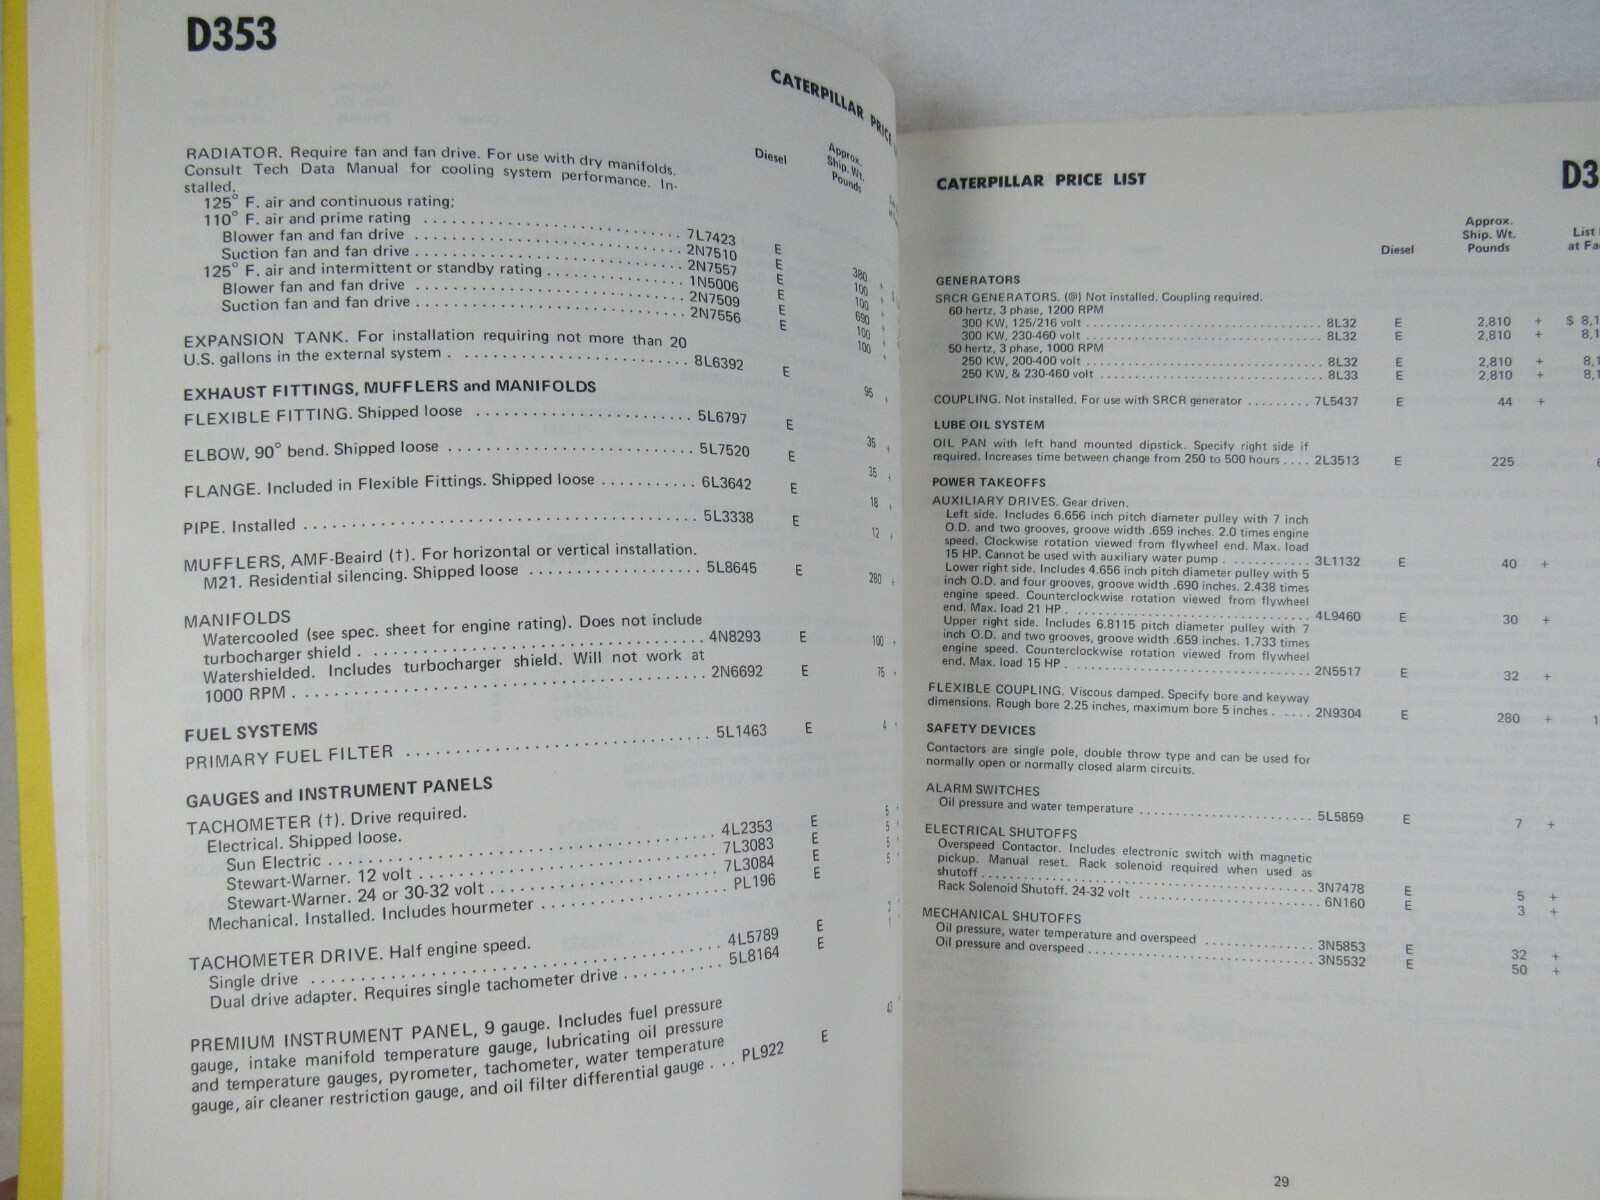 D353
CATERPILLAR PRICE
Diesel
Approx.
Ship. Wt.
Pounds
RADIATOR. Require fan and fan drive. For use with dry manifolds.
Consult Tech Data Manual for cooling system performance. In-
stalled.
125° F. air and continuous rating;
110° F. air and prime rating . . . . . . . . . . 7L7423 E 380
Blower fan and fan drive . . . . . . . . . . 2N7510 E 100
Suction fan and fan drive . . . . . . . . . . 2N7557 E 100
125° F. air and intermittent or standby rating . . . . . . . . . . 1N5006 E 690
Blower fan and fan drive . . . . . . . . . . 2N7509 E 100
Suction fan and fan drive . . . . . . . . . . 2N7556 E 100
EXPANSION TANK. For installation requiring not more than 20
U.S. gallons in the external system . . . . . . . . . . 8L6392 E 95
EXHAUST FITTINGS, MUFFLERS and MANIFOLDS
FLEXIBLE FITTING. Shipped loose . . . . . . . . . . 5L6797 E 35
ELBOW, 90° bend. Shipped loose . . . . . . . . . . 5L7520 E 35
FLANGE. Included in Flexible Fittings. Shipped loose . . . . . . . . . . 6L3642 E 18
PIPE. Installed . . . . . . . . . . 5L3338 E 12
MUFFLERS, AMF-Beaird (†). For horizontal or vertical installation.
M21. Residential silencing. Shipped loose . . . . . . . . . . 5L8645 E 280
MANIFOLDS
Watercooled (see spec. sheet for engine rating). Does not include
turbocharger shield . . . . . . . . . . 4N8293 E 100
Watershielded. Includes turbocharger shield. Will not work at
1000 RPM . . . . . . . . . . 2N6692 E 75
FUEL SYSTEMS
PRIMARY FUEL FILTER . . . . . . . . . . 5L1463 E 4
GAUGES and INSTRUMENT PANELS
TACHOMETER (†). Drive required.
Electrical. Shipped loose.
Sun Electric . . . . . . . . . . 4L2353 E 5
Stewart-Warner. 12 volt . . . . . . . . . . 7L3083 E 5
Stewart-Warner. 24 or 30-32 volt . . . . . . . . . . 7L3084 E 5
Mechanical. Installed. Includes hourmeter . . . . . . . . . . PL196 E 5
TACHOMETER DRIVE. Half engine speed.
Single drive . . . . . . . . . . 4L5789 E 2
Dual drive adapter. Requires single tachometer drive . . . . . . . . . . 5L8164 E 1
PREMIUM INSTRUMENT PANEL, 9 gauge. Includes fuel pressure
gauge, intake manifold temperature gauge, lubricating oil pressure
and temperature gauges, pyrometer, tachometer, water temperature
gauge, air cleaner restriction gauge, and oil filter differential gauge . . . PL922 E 43
CATERPILLAR PRICE LIST D3
Diesel
Approx.
Ship. Wt.
Pounds
List
at Fa
GENERATORS
SRCR GENERATORS. (@) Not installed. Coupling required.
60 hertz, 3 phase, 1200 RPM
300 KW, 125/216 volt . . . . . . . . . . 8L32 E 2,810 + $ 8,1
300 KW, 230-460 volt . . . . . . . . . . 8L32 E 2,810 + 8,1
50 hertz, 3 phase, 1000 RPM
250 KW, 200-400 volt . . . . . . . . . . 8L32 E 2,810 + 8,1
250 KW, & 230-460 volt . . . . . . . . . . 8L33 E 2,810 + 8,1
COUPLING. Not installed. For use with SRCR generator . . . . . . . . . 7L5437 E 44 +
LUBE OIL SYSTEM
OIL PAN with left hand mounted dipstick. Specify right side if
required. Increases time between change from 250 to 500 hours . . . . 2L3513 E 225
POWER TAKEOFFS
AUXILIARY DRIVES. Gear driven.
Left side. Includes 6.656 inch pitch diameter pulley with 7 inch
O.D. and two grooves, groove width .659 inches. 2.0 times engine
speed. Clockwise rotation viewed from flywheel end. Max. load
15 HP. Cannot be used with auxiliary water pump . . . . . . . . . . 3L1132 E 40 +
Lower right side. Includes 4.656 inch pitch diameter pulley with 5
inch O.D. and four grooves, groove width .690 inches. 2.438 times
engine speed. Counterclockwise rotation viewed from flywheel
end. Max. load 21 HP . . . . . . . . . . 4L9460 E 30 +
Upper right side. Includes 6.8115 pitch diameter pulley with 7
inch O.D. and two grooves, groove width .659 inches. 1.733 times
engine speed. Counterclockwise rotation viewed from flywheel
end. Max. load 15 HP . . . . . . . . . . 2N5517 E 32 +
FLEXIBLE COUPLING. Viscous damped. Specify bore and keyway
dimensions. Rough bore 2.25 inches, maximum bore 5 inches . . . . . 2N9304 E 280 + 1
SAFETY DEVICES
Contactors are single pole, double throw type and can be used for
normally open or normally closed alarm circuits.
ALARM SWITCHES
Oil pressure and water temperature . . . . . . . . . . 5L5859 E 7 +
ELECTRICAL SHUTOFFS
Overspeed Contactor. Includes electronic switch with magnetic
pickup. Manual reset. Rack solenoid required when used as
shutoff . . . . . . . . . . 3N7478 E 5 +
Rack Solenoid Shutoff. 24-32 volt . . . . . . . . . . 6N160 E 3 +
MECHANICAL SHUTOFFS
Oil pressure, water temperature and overspeed . . . . . . . . . . 3N5853 E 32 +
Oil pressure and overspeed . . . . . . . . . . 3N5532 E 50 +
29